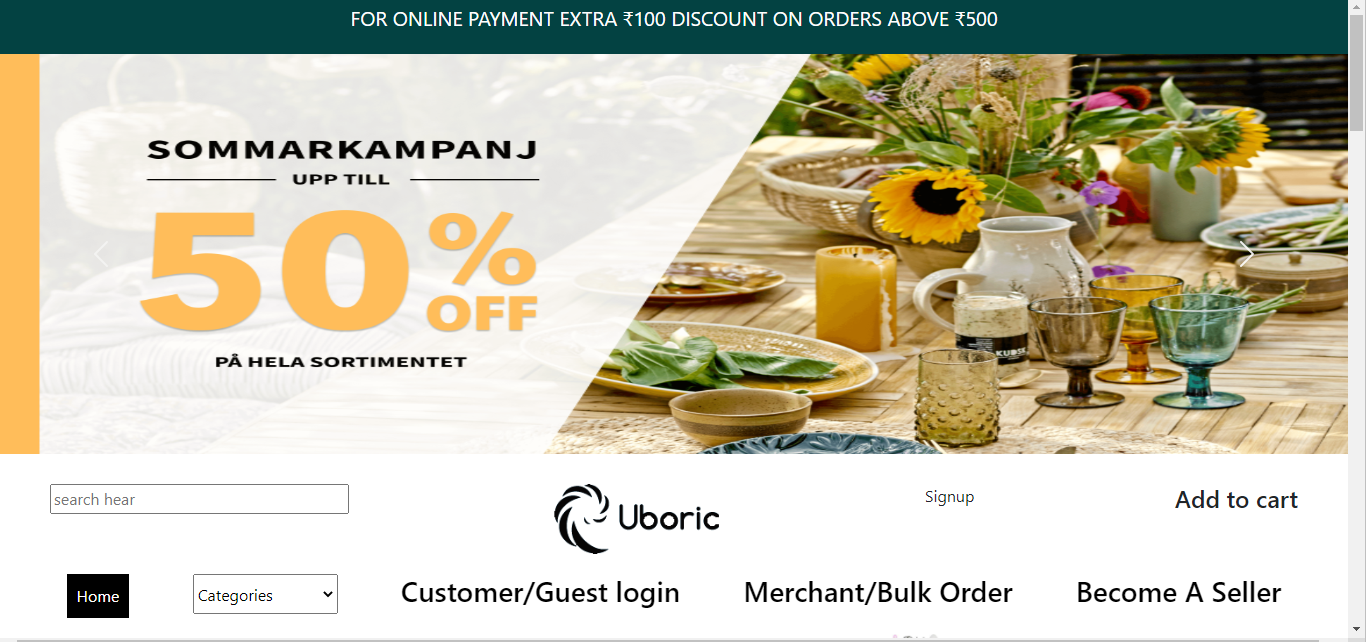 FOR ONLINE PAYMENT EXTRA ₹100 DISCOUNT ON ORDERS ABOVE ₹500
SOMMARKAMPANJ
UPP TILL
50%
OFF
PÅ HELA SORTIMENTET
search hear
Uboric
Signup
Add to cart
Home
Categories
Customer/Guest login
Merchant/Bulk Order
Become A Seller